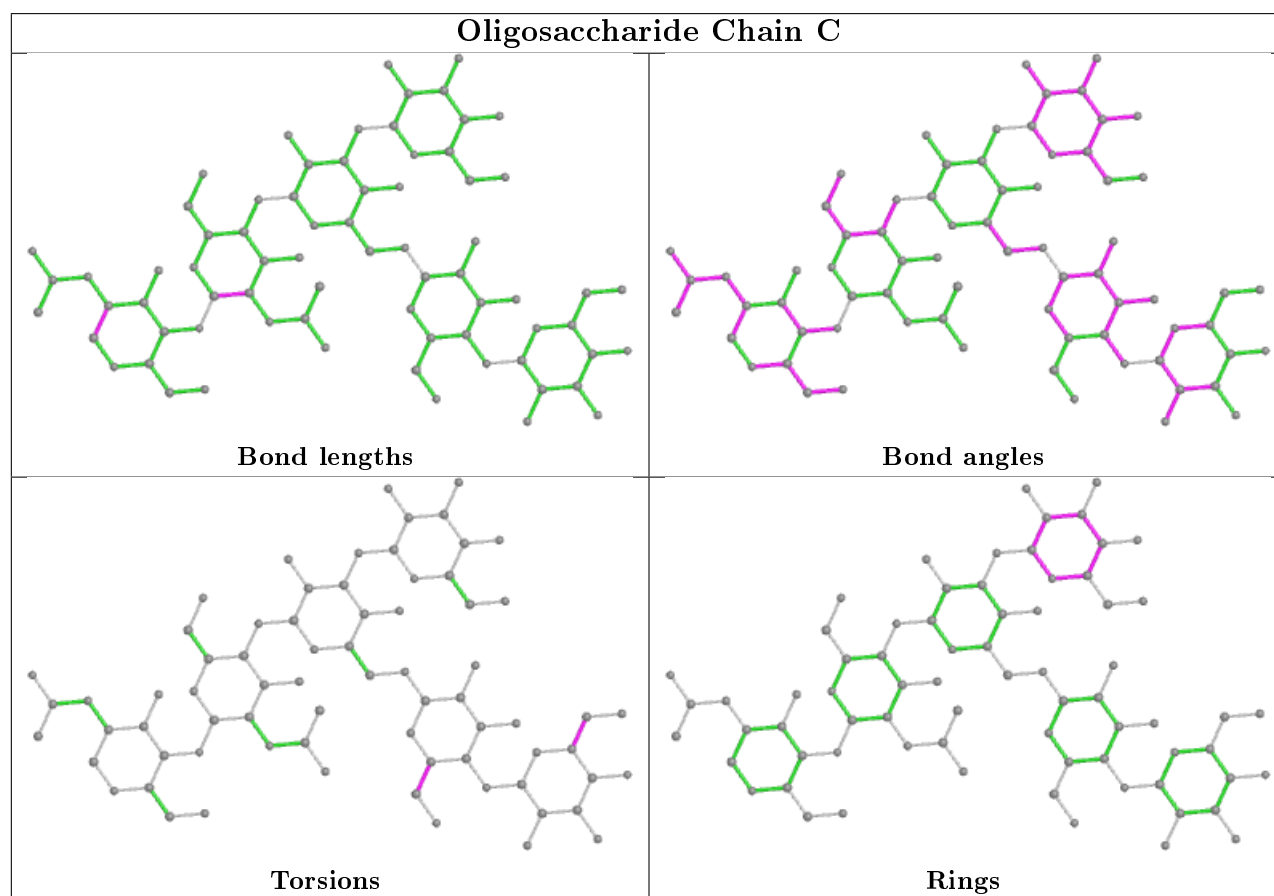 Oligosaccharide Chain C
Bond lengths
Bond angles
Torsions
Rings